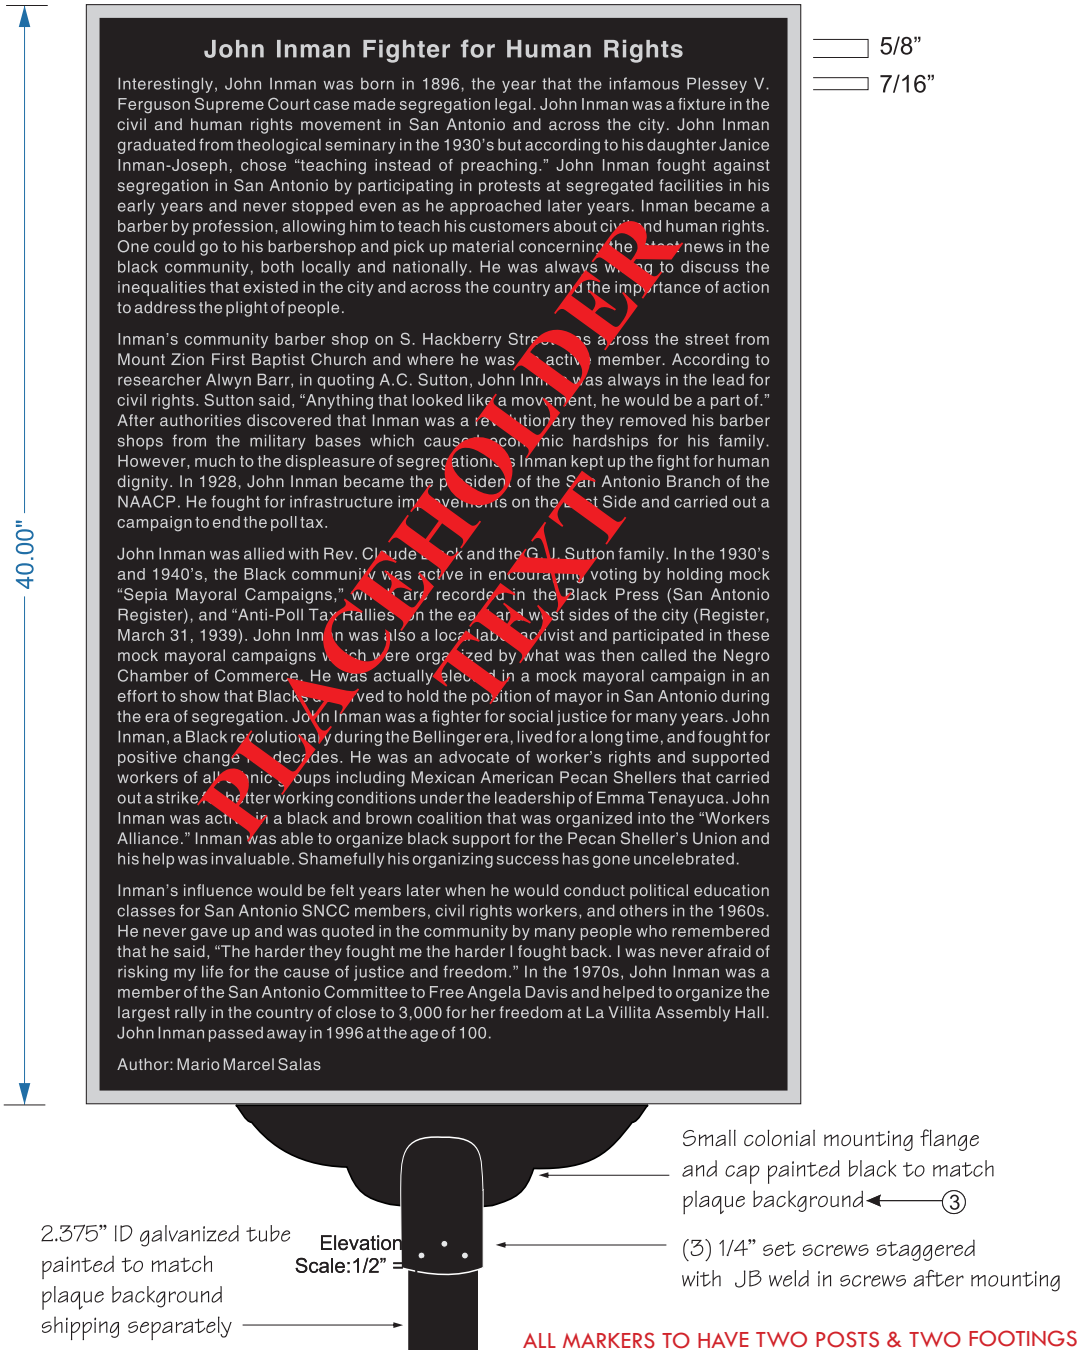 John Inman Fighter for Human Rights
Interestingly, John Inman was born in 1896, the year that the infamous Plessey V.
Ferguson Supreme Court case made segregation legal. John Inman was a fixture in the
civil and human rights movement in San Antonio and across the city. John Inman
graduated from theological seminary in the 1930’s but according to his daughter Janice
Inman-Joseph, chose “teaching instead of preaching.” John Inman fought against
segregation in San Antonio by participating in protests at segregated facilities in his
early years and never stopped even as he approached later years. Inman became a
barber by profession, allowing him to teach his customers about civil and human rights.
One could go to his barbershop and pick up material concerning the latest news in the
black community, both locally and nationally. He was always willing to discuss the
inequalities that existed in the city and across the country and the importance of action
to address the plight of people.
Inman’s community barber shop on S. Hackberry Street was across the street from
Mount Zion First Baptist Church and where he was an active member. According to
researcher Alwyn Barr, in quoting A.C. Sutton, John Inman was always in the lead for
civil rights. Sutton said, “Anything that looked like a movement, he would be a part of.”
After authorities discovered that Inman was a revolutionary they removed his barber
shops from the military bases which caused economic hardships for his family.
However, much to the displeasure of segregationists Inman kept up the fight for human
dignity. In 1928, John Inman became the president of the San Antonio Branch of the
NAACP. He fought for infrastructure improvements on the East Side and carried out a
campaign to end the poll tax.
John Inman was allied with Rev. Claude Black and the G. J. Sutton family. In the 1930’s
and 1940’s, the Black community was active in encouraging voting by holding mock
“Sepia Mayoral Campaigns,” which are recorded in the Black Press (San Antonio
Register), and “Anti-Poll Tax Rallies” on the east and west sides of the city (Register,
March 31, 1939). John Inman was also a local labor activist and participated in these
mock mayoral campaigns which were organized by what was then called the Negro
Chamber of Commerce. He was actually elected in a mock mayoral campaign in an
effort to show that Blacks deserved to hold the position of mayor in San Antonio during
the era of segregation. John Inman was a fighter for social justice for many years. John
Inman, a Black revolutionary during the Bellinger era, lived for a long time, and fought for
positive change for decades. He was an advocate of worker’s rights and supported
workers of all ethnic groups including Mexican American Pecan Shellers that carried
out a strike for better working conditions under the leadership of Emma Tenayuca. John
Inman was active in a black and brown coalition that was organized into the “Workers
Alliance.” Inman was able to organize black support for the Pecan Sheller’s Union and
his help was invaluable. Shamefully his organizing success has gone uncelebrated.
Inman’s influence would be felt years later when he would conduct political education
classes for San Antonio SNCC members, civil rights workers, and others in the 1960s.
He never gave up and was quoted in the community by many people who remembered
that he said, “The harder they fought me the harder I fought back. I was never afraid of
risking my life for the cause of justice and freedom.” In the 1970s, John Inman was a
member of the San Antonio Committee to Free Angela Davis and helped to organize the
largest rally in the country of close to 3,000 for her freedom at La Villita Assembly Hall.
John Inman passed away in 1996 at the age of 100.
Author: Mario Marcel Salas
PLACEHOLDER
TEXT
5/8”
7/16”
40.00"
Small colonial mounting flange
and cap painted black to match
plaque background
3
2.375” ID galvanized tube
painted to match
plaque background
shipping separately
Elevation
Scale:1/2” =
(3) 1/4” set screws staggered
with JB weld in screws after mounting
ALL MARKERS TO HAVE TWO POSTS & TWO FOOTINGS